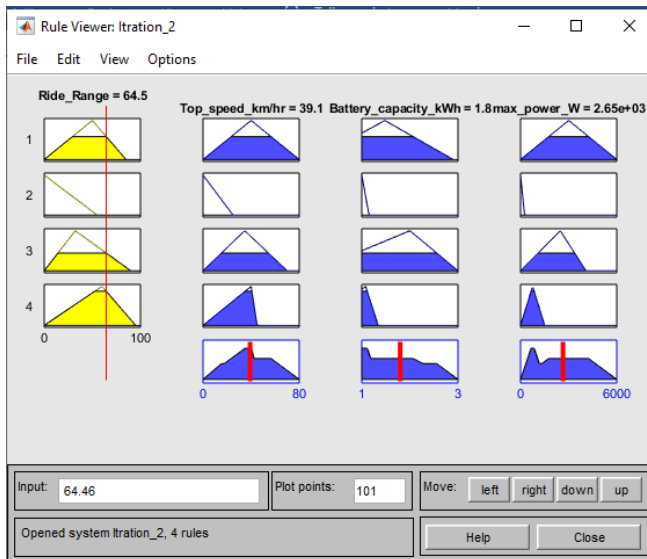 Rule Viewer: Itration_2
File Edit View Options
Ride_Range = 64.5
Top_speed_km/hr = 39.1 Battery_capacity_kWh = 1.8 max_power_W = 2.65e+03
1
2
3
4
0 100
0 80 1 3 0 6000
Input: 64.46 Plot points: 101 Move: left right down up
Opened system Itration_2, 4 rules
Help Close